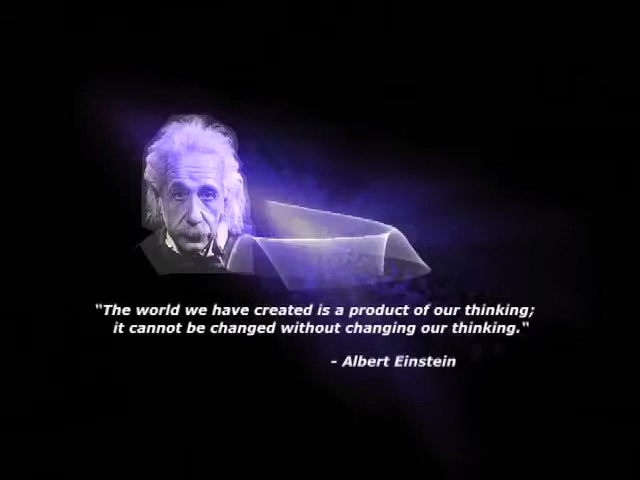 "The world we have created is a product of our thinking;
it cannot be changed without changing our thinking."
- Albert Einstein